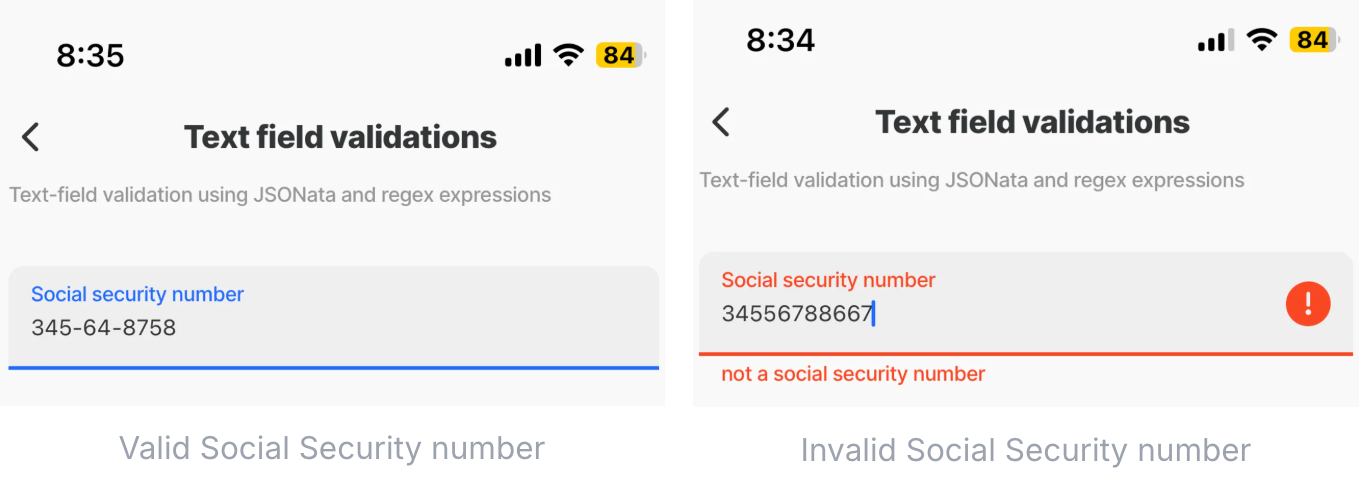 8:35
84
Text field validations
Text-field validation using JSONata and regex expressions
Social security number
345-64-8758
Valid Social Security number
8:34
84
Text field validations
Text-field validation using JSONata and regex expressions
Social security number
34556788667
!
not a social security number
Invalid Social Security number